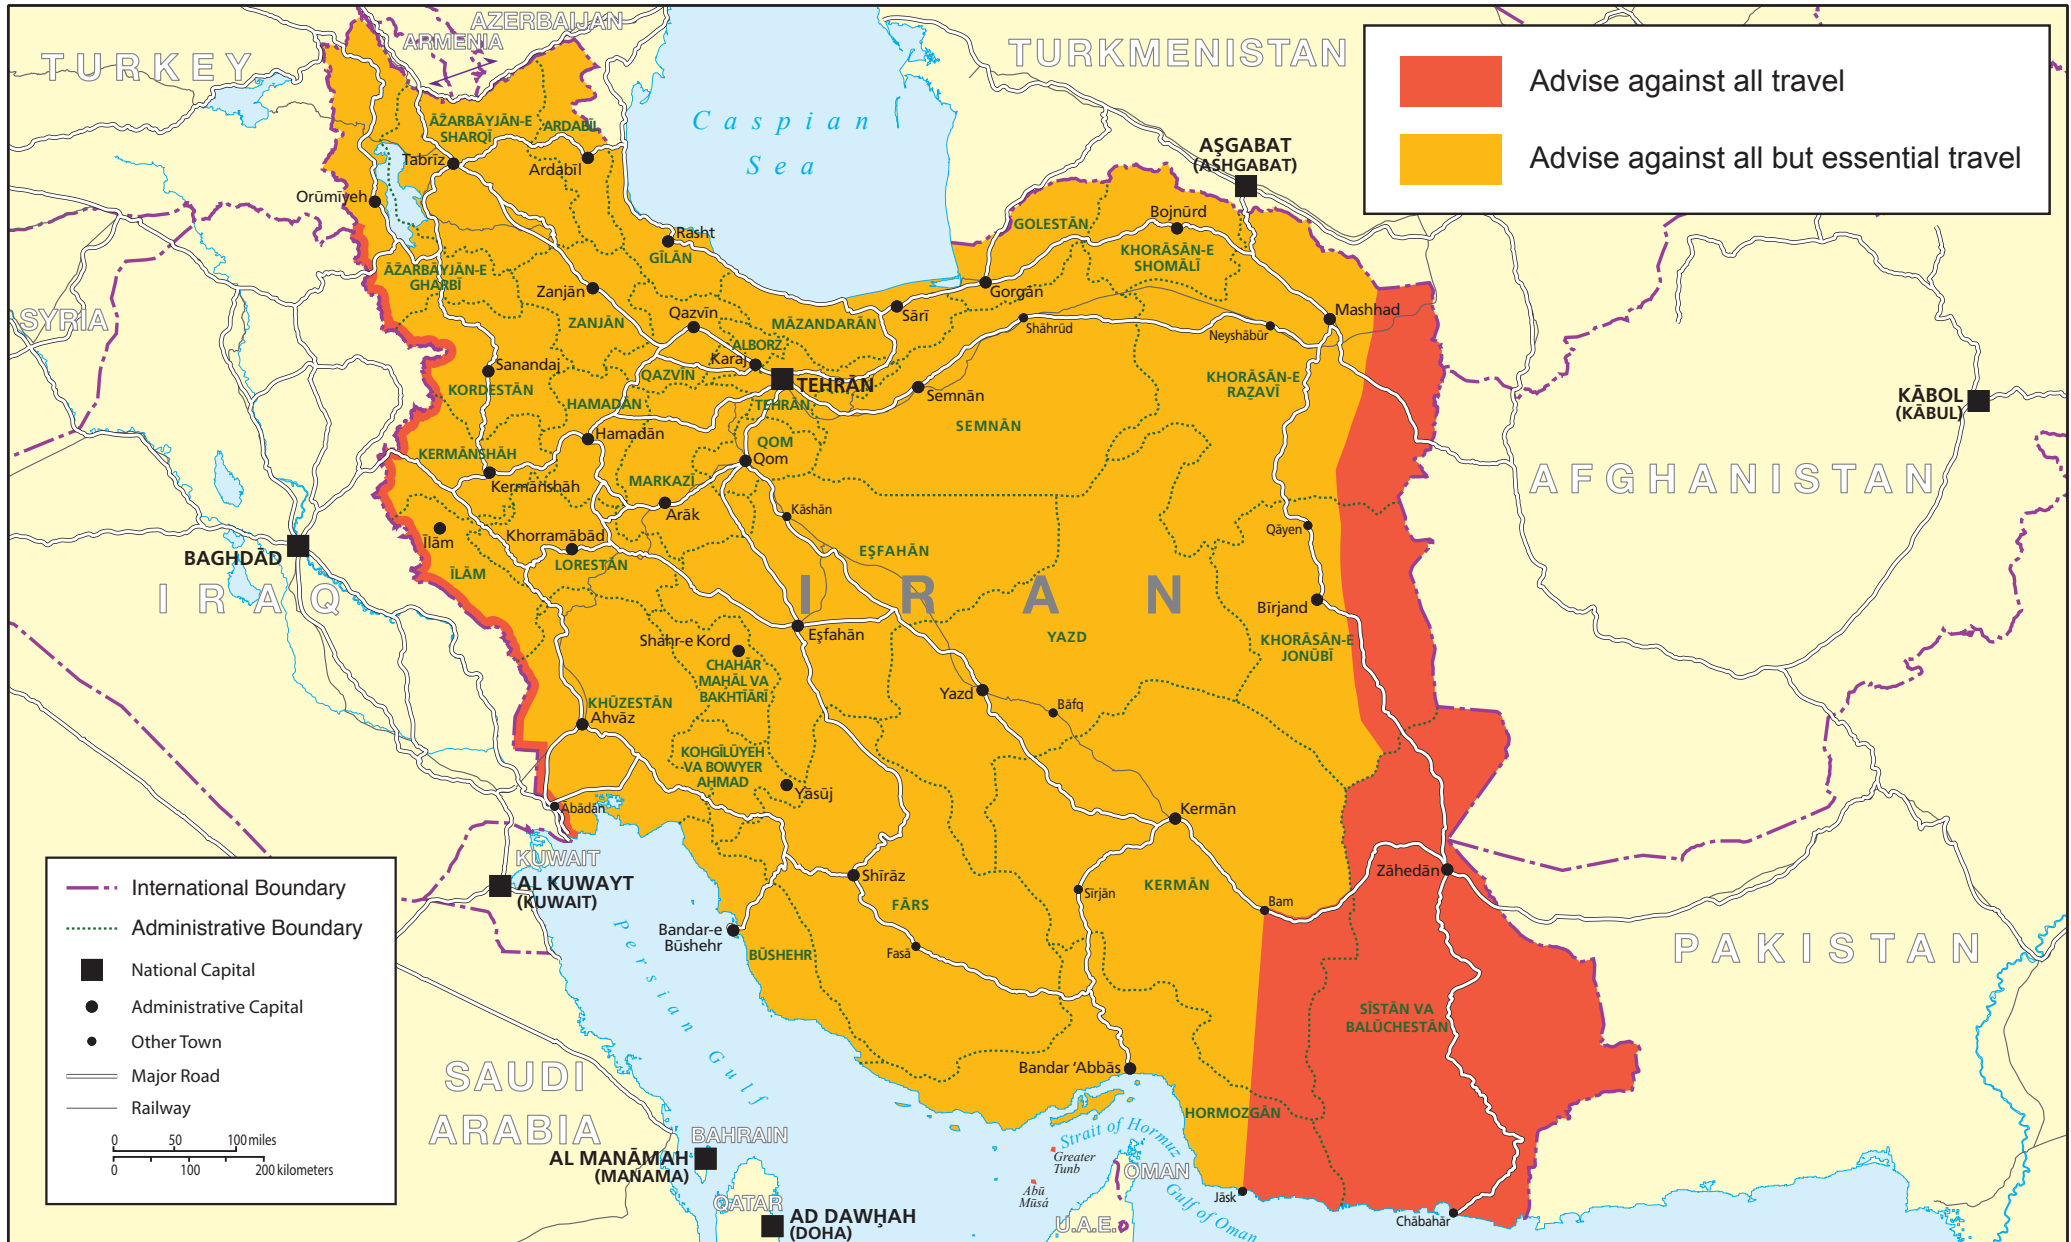 AZERBAIJAN
ARMENIA
TURKEY
TURKMENISTAN
Advise against all travel
Advise against all but essential travel
Caspian
Sea
ĀŽARBĀYJĀN-E
SHARQĪ
ARDABĪL
Tabrīz
Ardabīl
Orūmīyeh
AŞGABAT
(ASHGABAT)
Bojnūrd
GOLESTĀN
KHORĀSĀN-E
SHOMĀLĪ
Rasht
GĪLĀN
ĀŽARBĀYJĀN-E
GHARBĪ
Zanjān
ZANJĀN
Qazvīn
MĀZANDARĀN
Sārī
Gorgān
Shāhrūd
Neyshābūr
Mashhad
SYRIA
ALBORZ
Karaj
QAZVĪN
TEHRĀN
TEHRĀN
Sanandaj
KORDESTĀN
HAMADĀN
Semnān
SEMNĀN
KHORĀSĀN-E
RAẔAVĪ
KĀBOL
(KĀBUL)
Hamadān
KERMĀNSHĀH
Kermānshāh
QOM
Qom
MARKAZĪ
Arāk
Kāshān
AFGHANISTAN
Īlām
ĪLĀM
Khorramābād
LORESTĀN
EŞFAHĀN
Qāyen
BAGHDĀD
IRAQ
IRAN
Bīrjand
KHORĀSĀN-E
JONŪBĪ
Shahr-e Kord
Eşfahān
YAZD
CHAHĀR
MAḤĀL VA
BAKHTĪĀRĪ
KHŪZESTĀN
Ahvāz
Yazd
Bāfq
KOHGĪLŪYEH
VA BOWYER
AḤMAD
Yāsūj
Ābādān
Kermān
KERMĀN
KUWAIT
AL KUWAYT
(KUWAIT)
Shīrāz
FĀRS
Sīrjān
Bam
Zāhedān
Bandar-e
Būshehr
BŪSHEHR
Fasā
PAKISTAN
Persian Gulf
SĪSTĀN VA
BALŪCHESTĀN
Bandar ‘Abbās
HORMOZGĀN
Strait of Hormuz
Greater
Tunb
Abū
Mūsá
OMAN
Gulf of Oman
Jāsk
Chābahār
SAUDI
ARABIA
BAHRAIN
AL MANĀMAH
(MANAMA)
QATAR
AD DAWḤAH
(DOHA)
U.A.E.
International Boundary
Administrative Boundary
National Capital
Administrative Capital
Other Town
Major Road
Railway
0 50 100 miles
0 100 200 kilometers